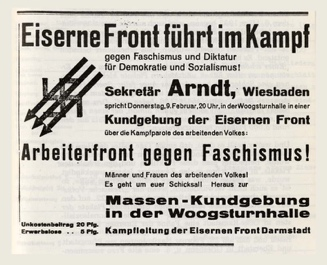 Eiserne Front führt im Kampf
gegen Faschismus und Diktatur
für Demokratie und Sozialismus!
Sekretär Arndt, Wiesbaden
spricht Donnerstag, 9. Februar, 20 Uhr, in der Woogsturnhalle in einer
Kundgebung der Eisernen Front
über die Kampfparole des arbeitenden Volkes:
Arbeiterfront gegen Faschismus!
Männer und Frauen des arbeitenden Volkes!
Es geht um euer Schicksal! Heraus zur
Massen-Kundgebung
in der Woogsturnhalle
Unkostenbeitrag 20 Pfg.
Erwerbslose . . 5 Pfg.
Kampfleitung der Eisernen Front Darmstadt